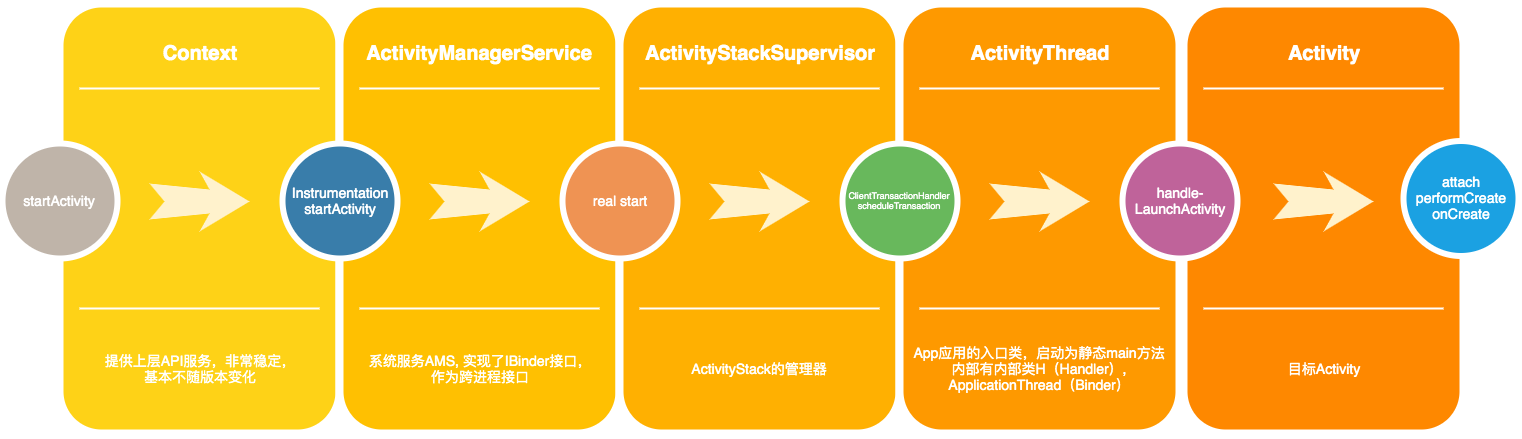 Context
ActivityManagerService
ActivityStackSupervisor
ActivityThread
Activity
startActivity
Instrumentation
startActivity
real start
ClientTransactionHandler
scheduleTransaction
handle-
LaunchActivity
attach
performCreate
onCreate
提供上层API服务，非常稳定，
基本不随版本变化
系统服务AMS, 实现了IBinder接口，
作为跨进程接口
ActivityStack的管理器
App应用的入口类，启动为静态main方法
内部有内部类H（Handler）,
ApplicationThread（Binder）
目标Activity